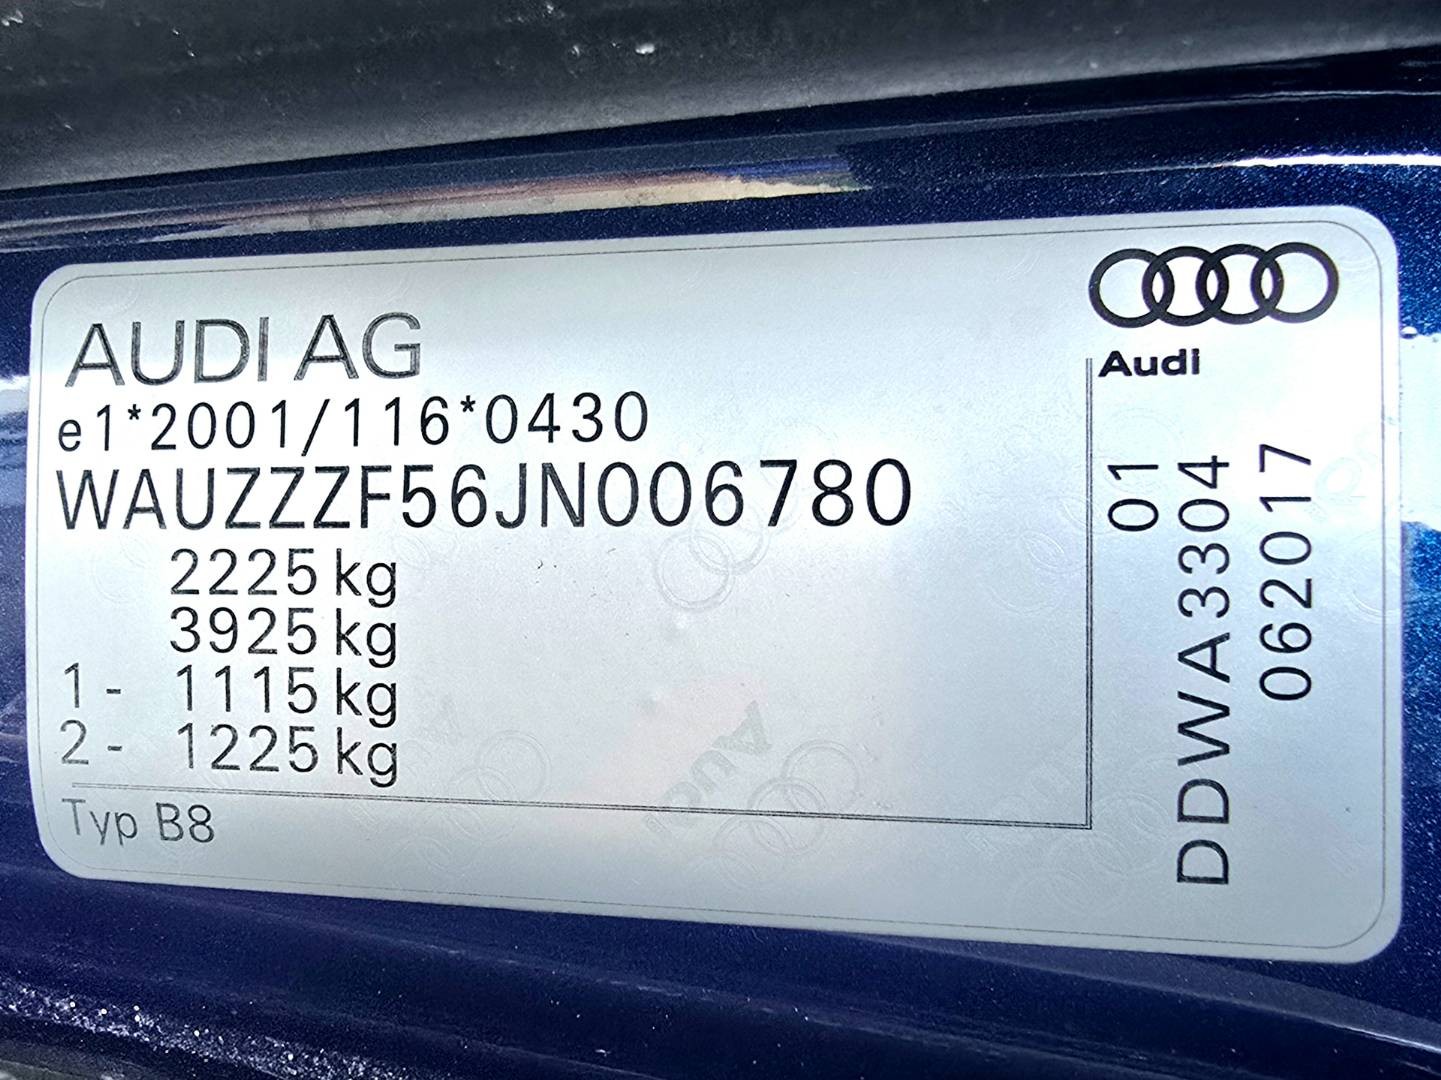 AUDI AG
e1*2001/116*0430
WAUZZZF56JN006780
2225 kg
3925 kg
1- 1115 kg
2- 1225 kg
Typ B8
Audi
01
DDWA3304
062017